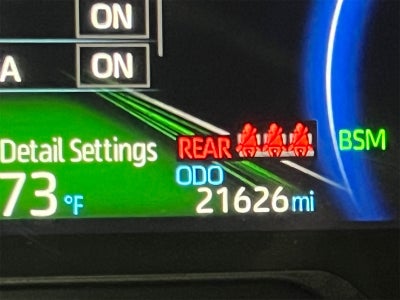 ON
A ON
Detail Settings REAR BSM
73 °F ODO
21626 mi